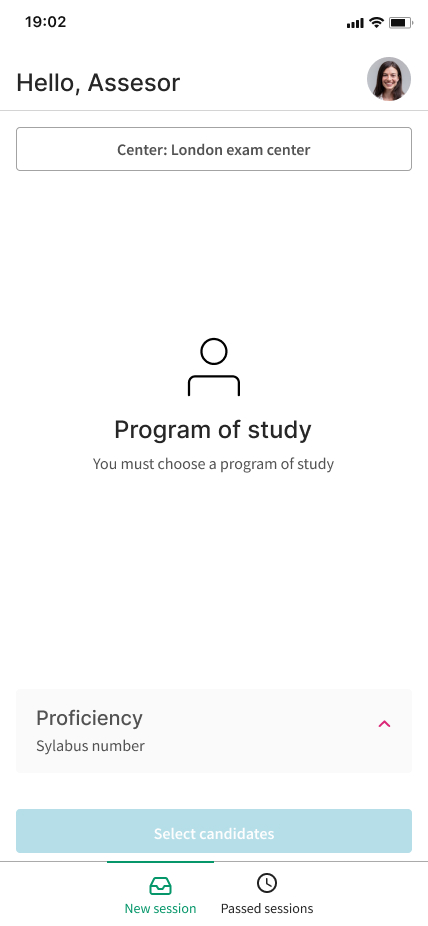 19:02
Hello, Assesor
Center: London exam center
Program of study
You must choose a program of study
Proficiency
Sylabus number
Select candidates
New session
Passed sessions